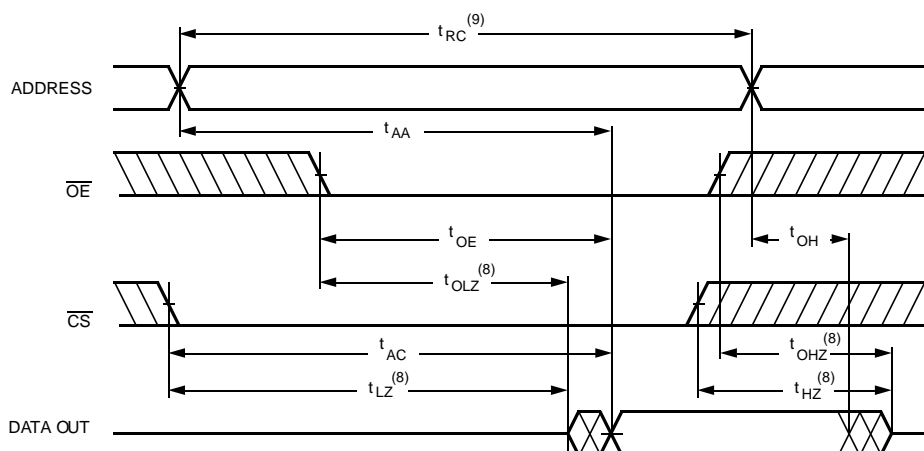 tRC(9)
ADDRESS
tAA
OE
tOE
tOH
tOLZ(8)
CS
tAC
tOHZ(8)
tLZ(8)
tHZ(8)
DATA OUT